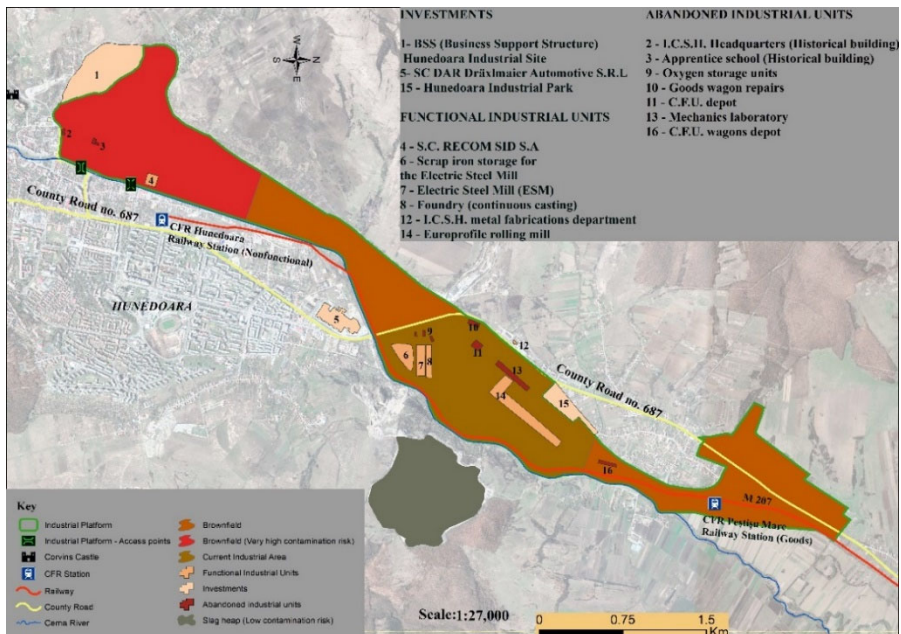 INVESTMENTS
1- BSS (Business Support Structure)
Hunedoara Industrial Site
5- SC DAR Dräxlmaier Automotive S.R.L
15 - Hunedoara Industrial Park
FUNCTIONAL INDUSTRIAL UNITS
4 - S.C. RECOM SID S.A
6 - Scrap iron storage for
the Electric Steel Mill
7 - Electric Steel Mill (ESM)
8 - Foundry (continuous casting)
12 - I.C.S.H. metal fabrications department
14 - Europrofile rolling mill
ABANDONED INDUSTRIAL UNITS
2 - I.C.S.H. Headquarters (Historical building)
3 - Apprentice school (Historical building)
9 - Oxygen storage units
10 - Goods wagon repairs
11 - C.F.U. depot
13 - Mechanics laboratory
16 - C.F.U. wagons depot
W
N
S
E
1
2
3
4
County Road no. 687
CFR Hunedoara
Railway Station (Nonfunctional)
HUNEDOARA
5
6
7
8
9
10
11
12
13
14
15
County Road no. 687
16
M 207
CFR Peștișu Mare
Railway Station (Goods)
Key
Industrial Platform
Industrial Platform - Access points
Corvins Castle
CFR Station
Railway
County Road
Cerna River
Brownfield
Brownfield (Very high contamination risk)
Current Industrial Area
Functional Industrial Units
Investments
Abandoned industrial units
Slag heap (Low contamination risk)
Scale:1:27,000
0 0.75 1.5
Km